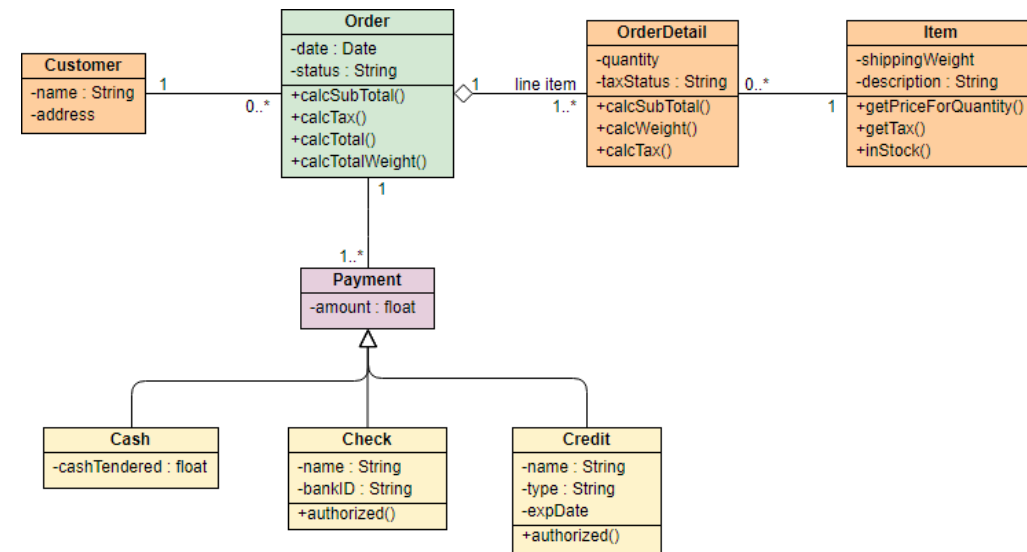 Customer
-name : String
-address
1
0..*
Order
-date : Date
-status : String
+calcSubTotal()
+calcTax()
+calcTotal()
+calcTotalWeight()
1
line item
1..*
OrderDetail
-quantity
-taxStatus : String
+calcSubTotal()
+calcWeight()
+calcTax()
0..*
1
Item
-shippingWeight
-description : String
+getPriceForQuantity()
+getTax()
+inStock()
1
1..*
Payment
-amount : float
Cash
-cashTendered : float
Check
-name : String
-bankID : String
+authorized()
Credit
-name : String
-type : String
-expDate
+authorized()